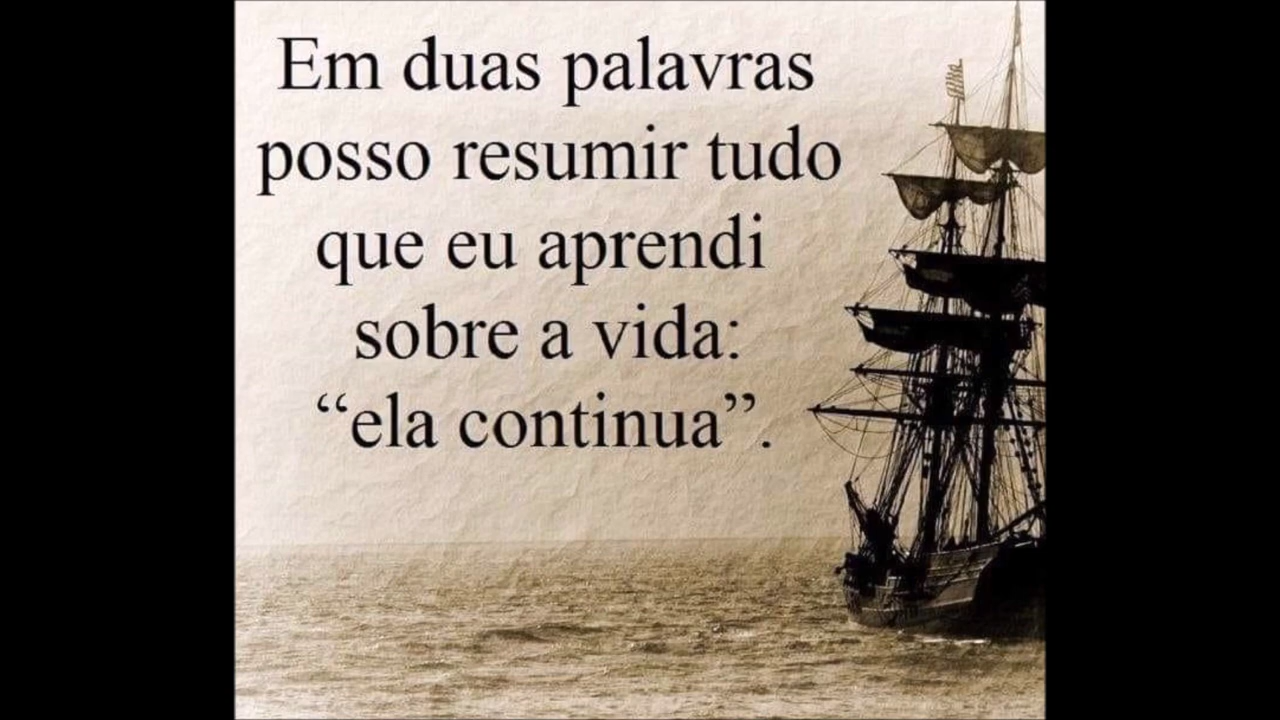 Em duas palavras
posso resumir tudo
que eu aprendi
sobre a vida:
“ela continua”.